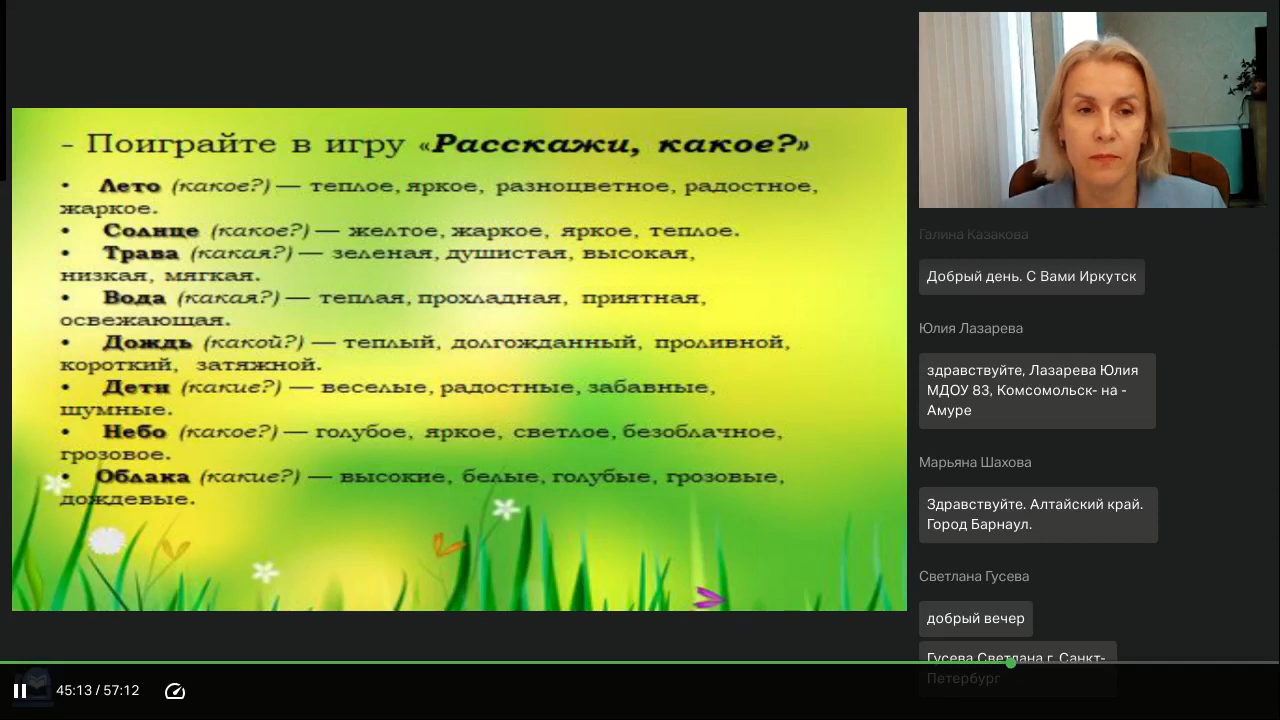 - Поиграйте в игру «Расскажи, какое?»
• Лето (какое?) — теплое, яркое, разноцветное, радостное,
жаркое.
• Солнце (какое?) — желтое, жаркое, яркое, теплое.
• Трава (какая?) — зеленая, душистая, высокая,
низкая, мягкая.
• Вода (какая?) — теплая, прохладная, приятная,
освежающая.
• Дождь (какой?) — теплый, долгожданный, проливной,
короткий, затяжной.
• Дети (какие?) — веселые, радостные, забавные,
шумные.
• Небо (какое?) — голубое, яркое, светлое, безоблачное,
грозовое.
• Облака (какие?) — высокие, белые, голубые, грозовые,
дождевые.
Галина Казакова
Добрый день. С Вами Иркутск
Юлия Лазарева
здравствуйте, Лазарева Юлия
МДОУ 83, Комсомольск- на -
Амуре
Марьяна Шахова
Здравствуйте. Алтайский край.
Город Барнаул.
Светлана Гусева
добрый вечер
Гусева Светлана г. Санкт-
Петербург
45:13 / 57:12